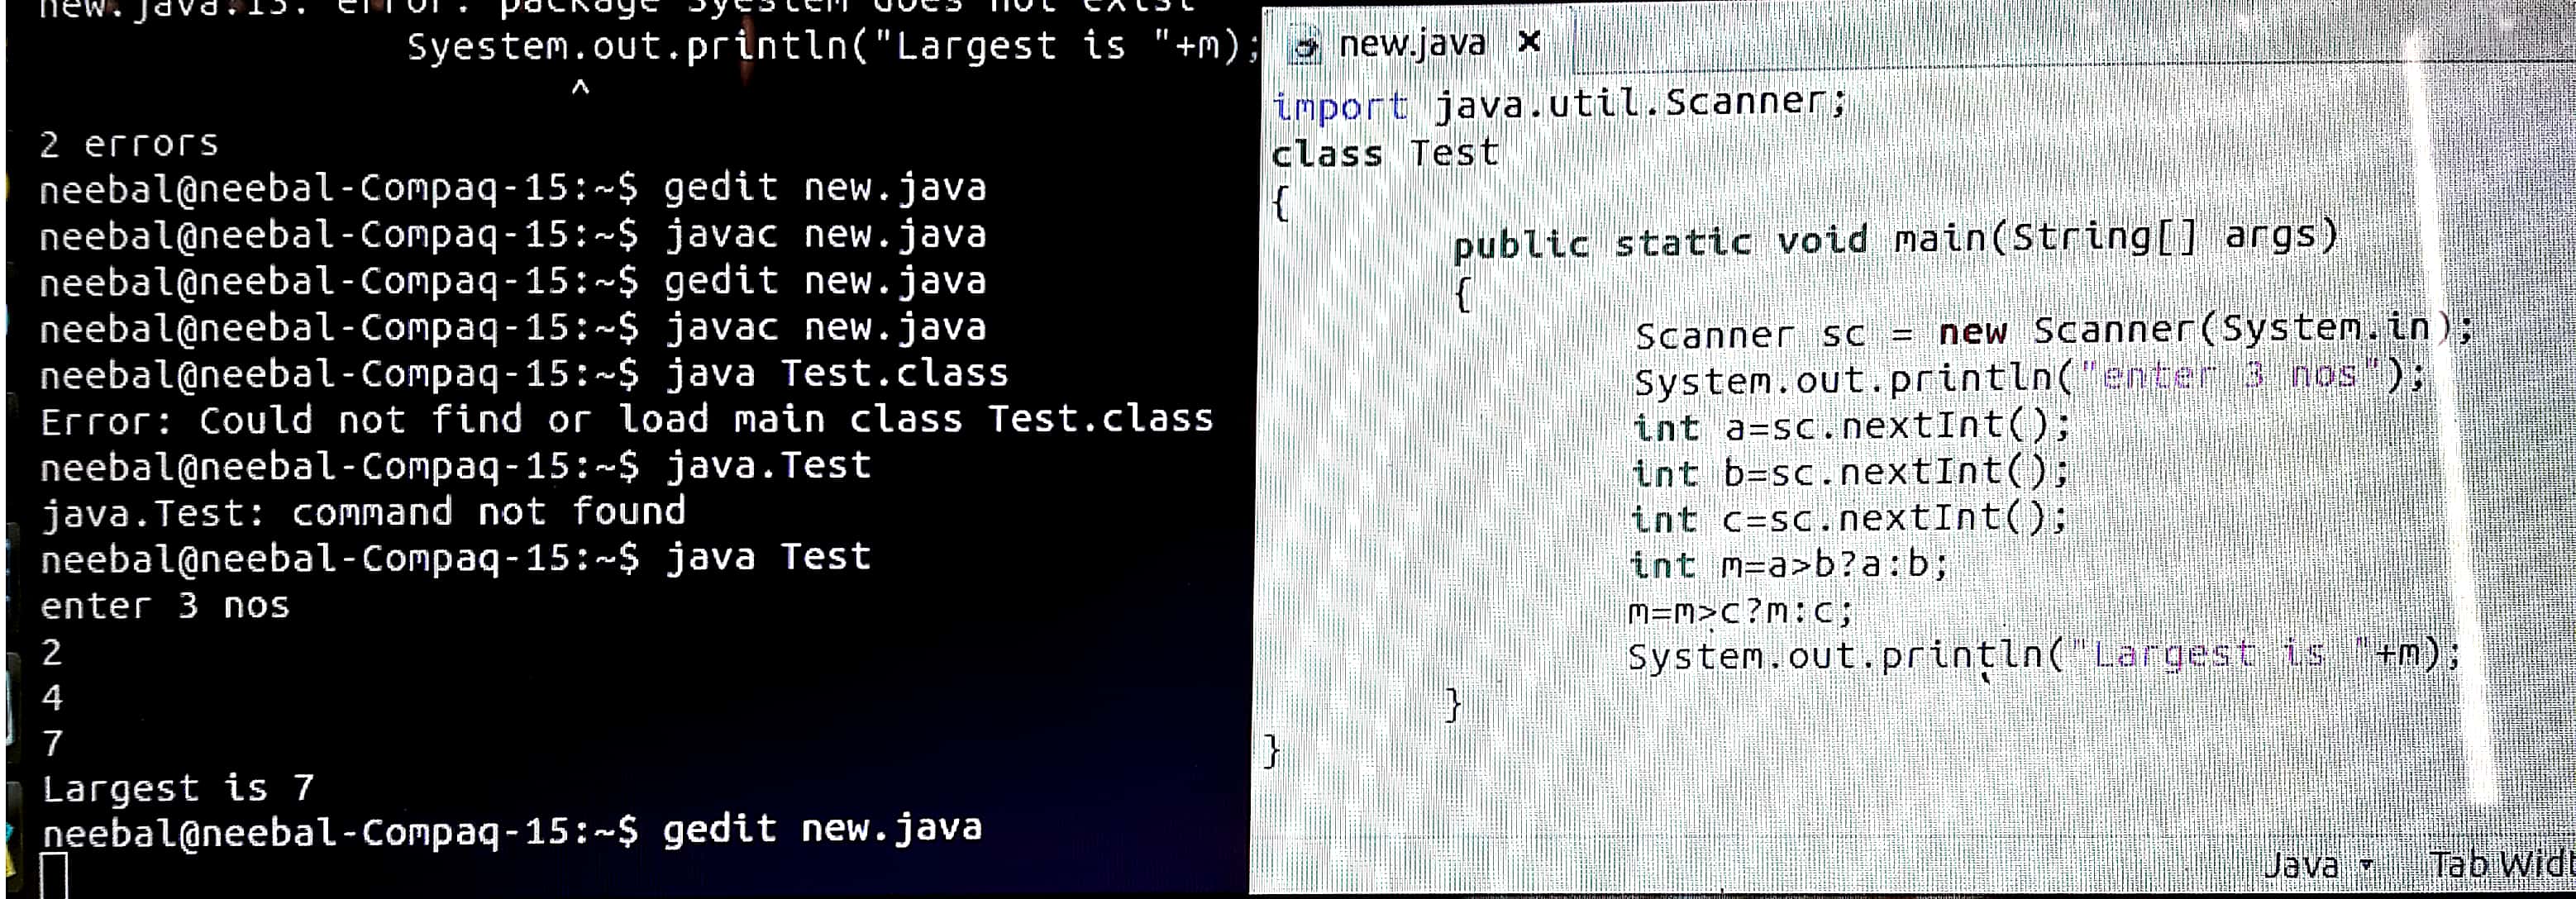 new.java:13: error: package Syestem does not exist
Syestem.out.println("Largest is "+m);
^
2 errors
neebal@neebal-Compaq-15:~$ gedit new.java
neebal@neebal-Compaq-15:~$ javac new.java
neebal@neebal-Compaq-15:~$ gedit new.java
neebal@neebal-Compaq-15:~$ javac new.java
neebal@neebal-Compaq-15:~$ java Test.class
Error: Could not find or load main class Test.class
neebal@neebal-Compaq-15:~$ java.Test
java.Test: command not found
neebal@neebal-Compaq-15:~$ java Test
enter 3 nos
2
4
7
Largest is 7
neebal@neebal-Compaq-15:~$ gedit new.java
new.java ×
import java.util.Scanner;
class Test
{
public static void main(String[] args)
{
Scanner sc = new Scanner(System.in);
System.out.println("enter 3 nos");
int a=sc.nextInt();
int b=sc.nextInt();
int c=sc.nextInt();
int m=a>b?a:b;
m=m>c?m:c;
System.out.println("Largest is "+m);
}
}
Java Tab Widt